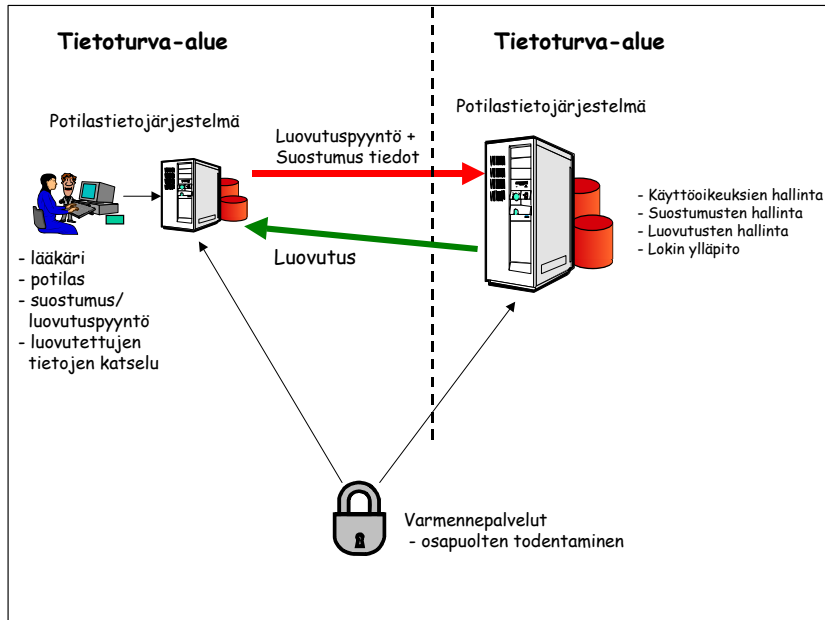 Tietoturva-alue
Tietoturva-alue
Potilastietojärjestelmä
Potilastietojärjestelmä
Luovutuspyyntö +
Suostumus tiedot
Luovutus
- lääkäri
- potilas
- suostumus/
luovutuspyyntö
- luovutettujen
tietojen katselu
- Käyttöoikeuksien hallinta
- Suostumusten hallinta
- Luovutusten hallinta
- Lokin ylläpito
Varmennepalvelut
- osapuolten todentaminen